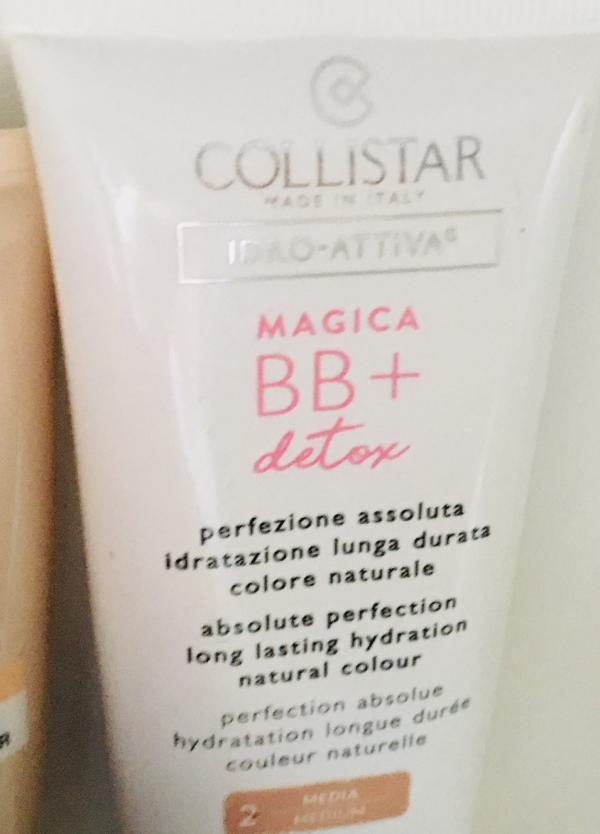 COLLISTAR
MADE IN ITALY
IDRO-ATTIVA
MAGICA
BB+
detox
perfezione assoluta
idratazione lunga durata
colore naturale
absolute perfection
long lasting hydration
natural colour
perfection absolue
hydratation longue durée
couleur naturelle
2 MEDIA
MEDIUM
R